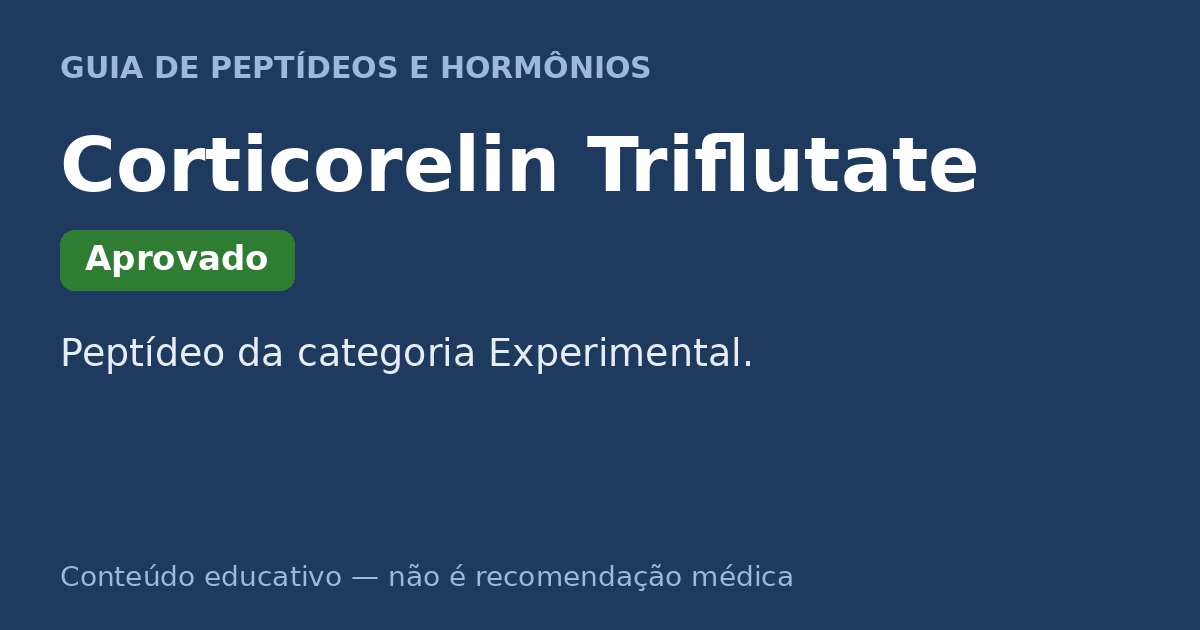 GUIA DE PEPTÍDEOS E HORMÔNIOS
Corticorelin Triflutate
Aprovado
Peptídeo da categoria Experimental.
Conteúdo educativo — não é recomendação médica